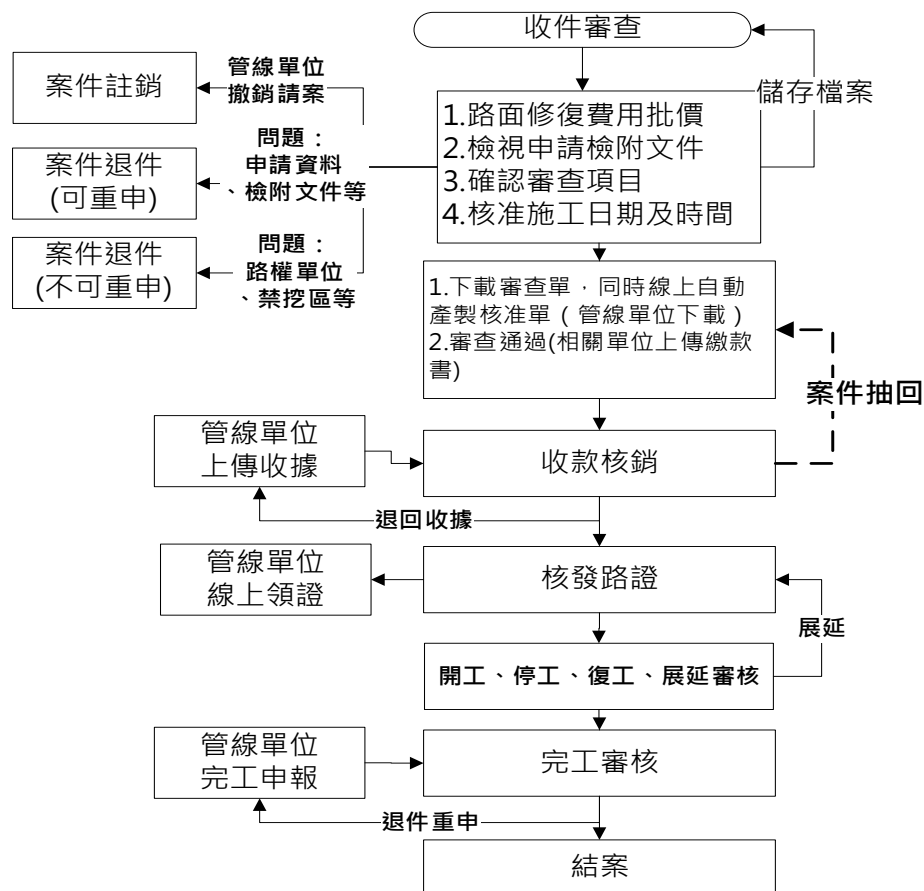 收件審查
儲存檔案
案件註銷
管線單位
撤銷請案
1.路面修復費用批價
2.檢視申請檢附文件
3.確認審查項目
4.核准施工日期及時間
案件退件
(可重申)
問題：
申請資料
、檢附文件等
案件退件
(不可重申)
問題：
路權單位
、禁挖區等
1.下載審查單，同時線上自動
產製核准單（管線單位下載）
2.審查通過(相關單位上傳繳款
書)
案件抽回
管線單位
上傳收據
收款核銷
退回收據
管線單位
線上領證
核發路證
展延
開工、停工、復工、展延審核
管線單位
完工申報
完工審核
退件重申
結案